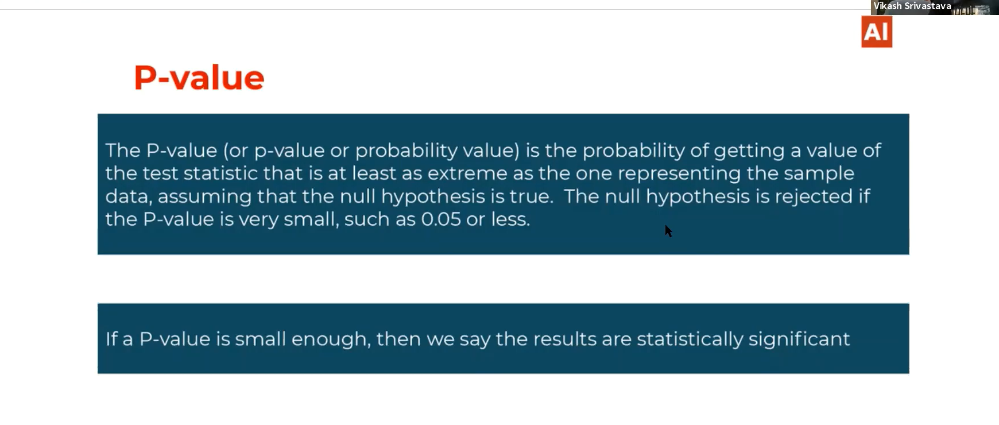 Vikash Srivastava
AI
P-value
The P-value (or p-value or probability value) is the probability of getting a value of
the test statistic that is at least as extreme as the one representing the sample
data, assuming that the null hypothesis is true.  The null hypothesis is rejected if
the P-value is very small, such as 0.05 or less.
If a P-value is small enough, then we say the results are statistically significant